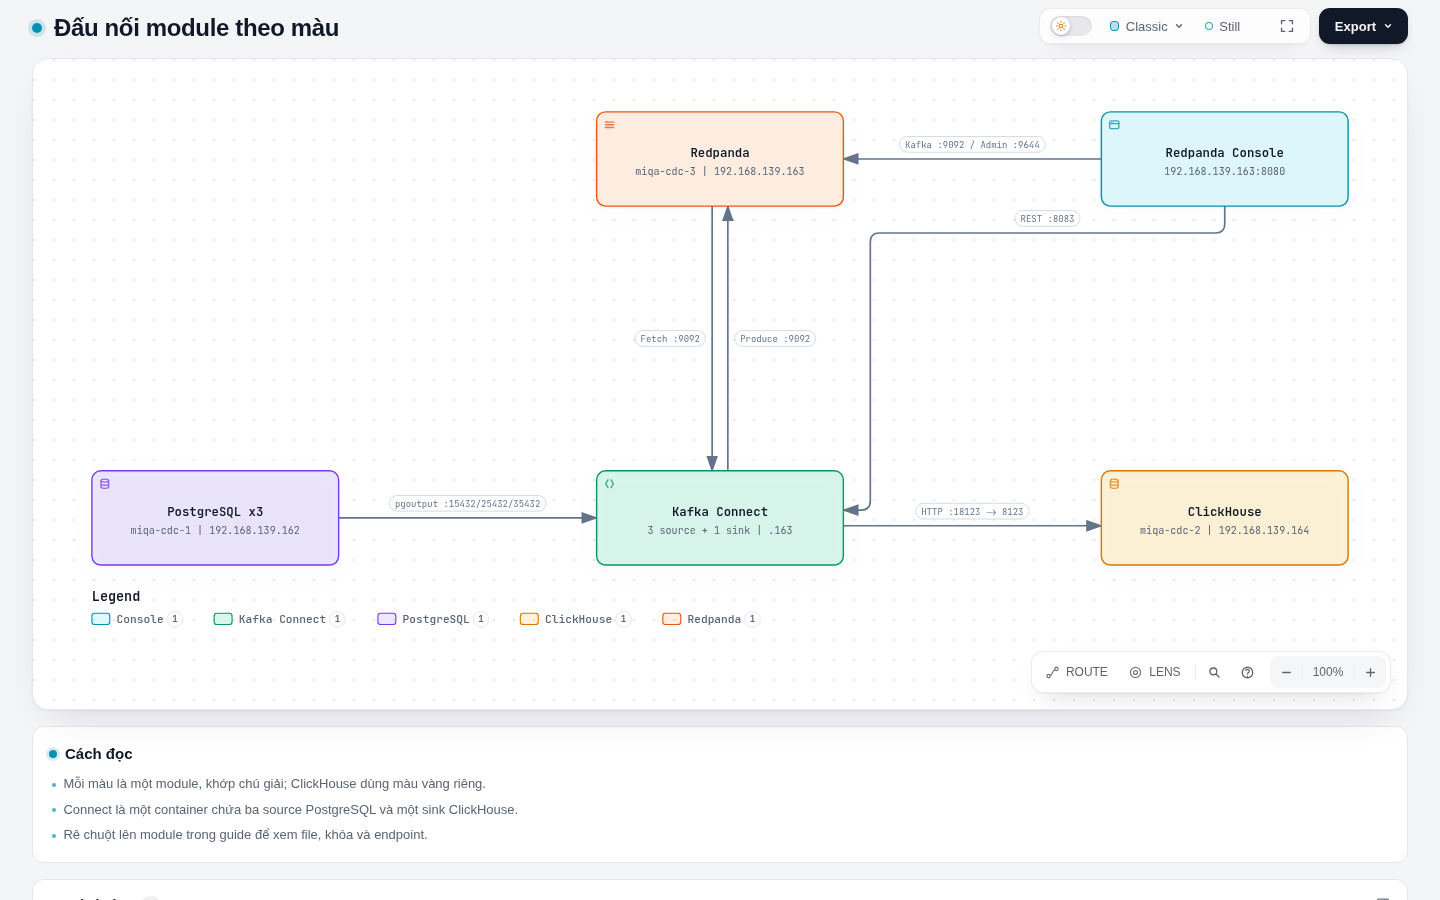 Đấu nối module theo màu
Classic
Still
Export
Redpanda
miqa-cdc-3 | 192.168.139.163
Kafka :9092 / Admin :9644
Redpanda Console
192.168.139.163:8080
REST :8083
Fetch :9092
Produce :9092
PostgreSQL x3
miqa-cdc-1 | 192.168.139.162
pgoutput :15432/25432/35432
Kafka Connect
3 source + 1 sink | .163
HTTP :18123 → 8123
ClickHouse
miqa-cdc-2 | 192.168.139.164
Legend
Console 1
Kafka Connect 1
PostgreSQL 1
ClickHouse 1
Redpanda 1
ROUTE
LENS
100%
Cách đọc
Mỗi màu là một module, khớp chú giải; ClickHouse dùng màu vàng riêng.
Connect là một container chứa ba source PostgreSQL và một sink ClickHouse.
Rê chuột lên module trong guide để xem file, khóa và endpoint.